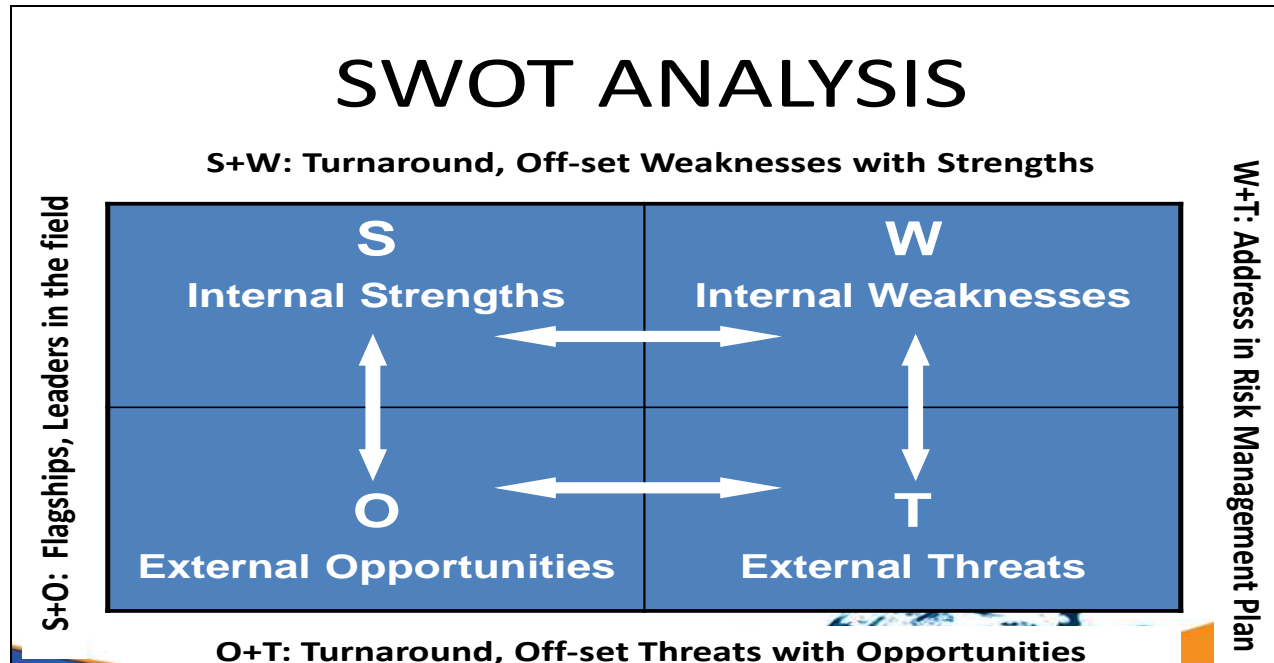 SWOT ANALYSIS
S+W: Turnaround, Off-set Weaknesses with Strengths
S+O: Flagships, Leaders in the field
S
Internal Strengths
W
Internal Weaknesses
O
External Opportunities
T
External Threats
W+T: Address in Risk Management Plan
O+T: Turnaround, Off-set Threats with Opportunities